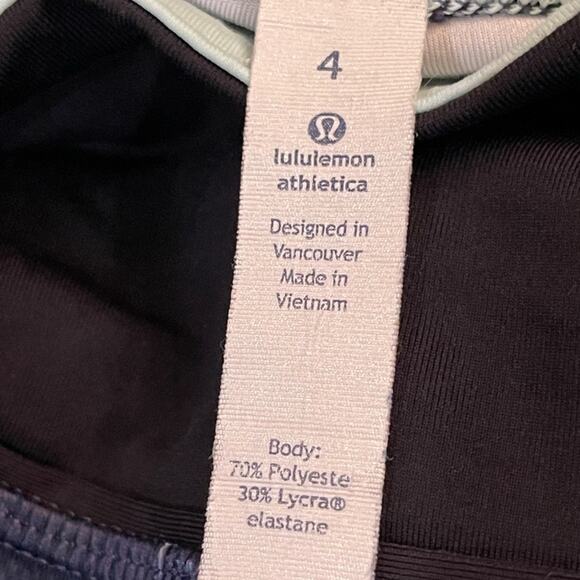 4
lululemon
athletica
Designed in
Vancouver
Made in
Vietnam
Body:
70% Polyeste
30% Lycra®
elastane